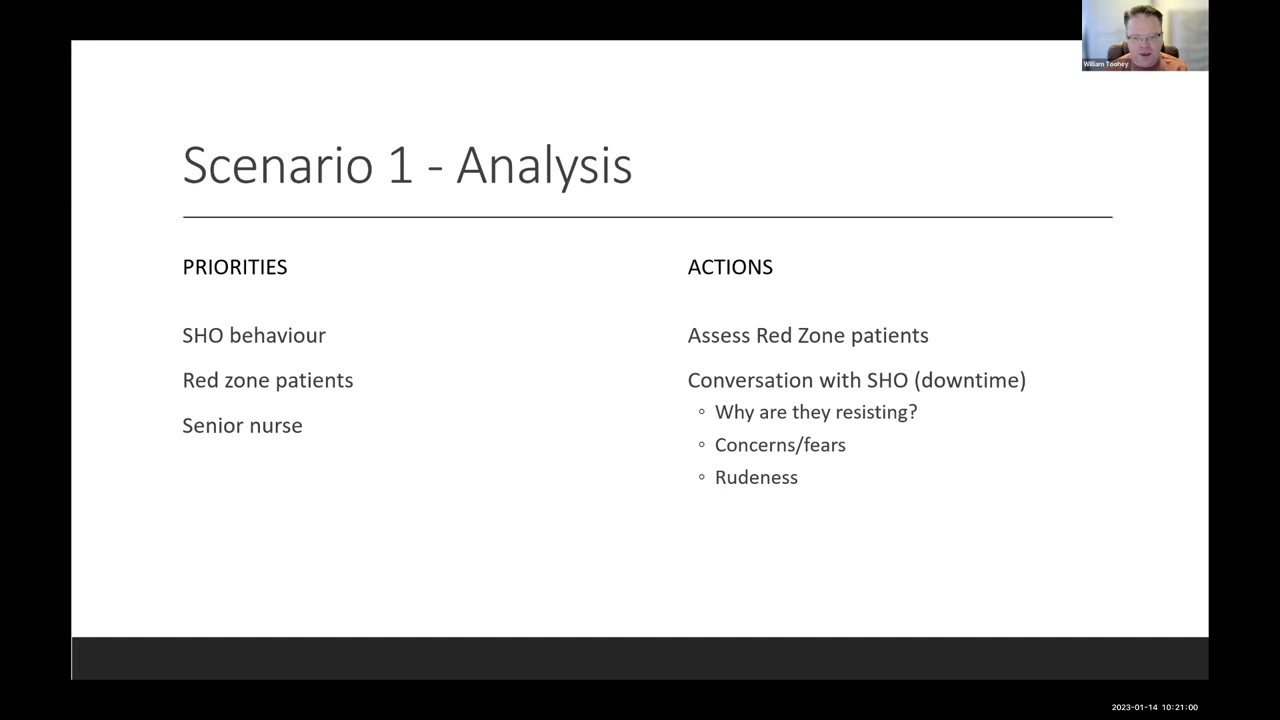 William Toohey
Scenario 1 - Analysis
PRIORITIES
SHO behaviour
Red zone patients
Senior nurse
ACTIONS
Assess Red Zone patients
Conversation with SHO (downtime)
◦ Why are they resisting?
◦ Concerns/fears
◦ Rudeness
2023-01-14 10:21:00